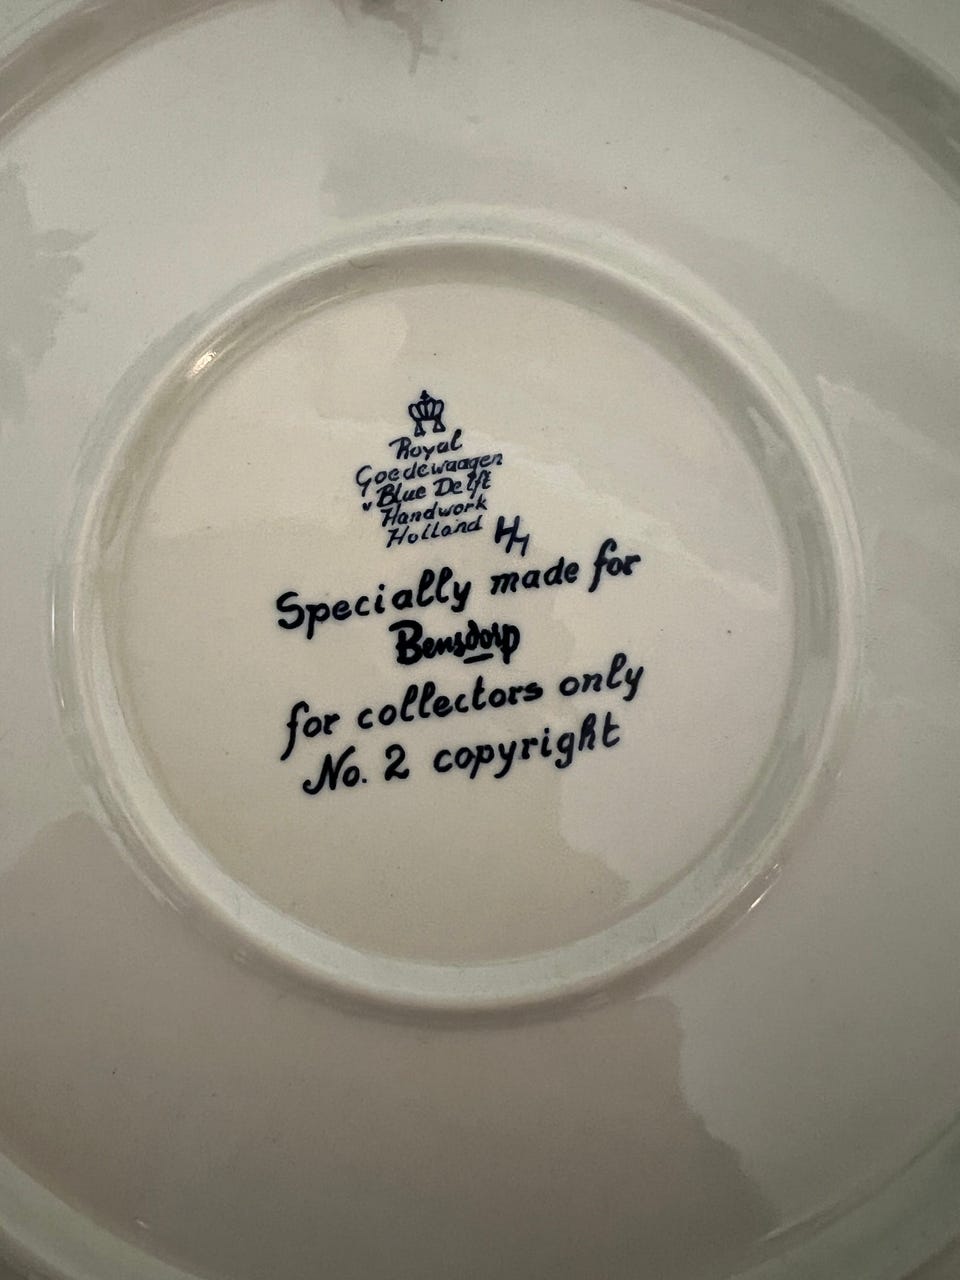 Royal
Goedewaagen
Blue Delft
Handwork
Holland
Specially made for
Bensdorp
for collectors only
No. 2 copyright